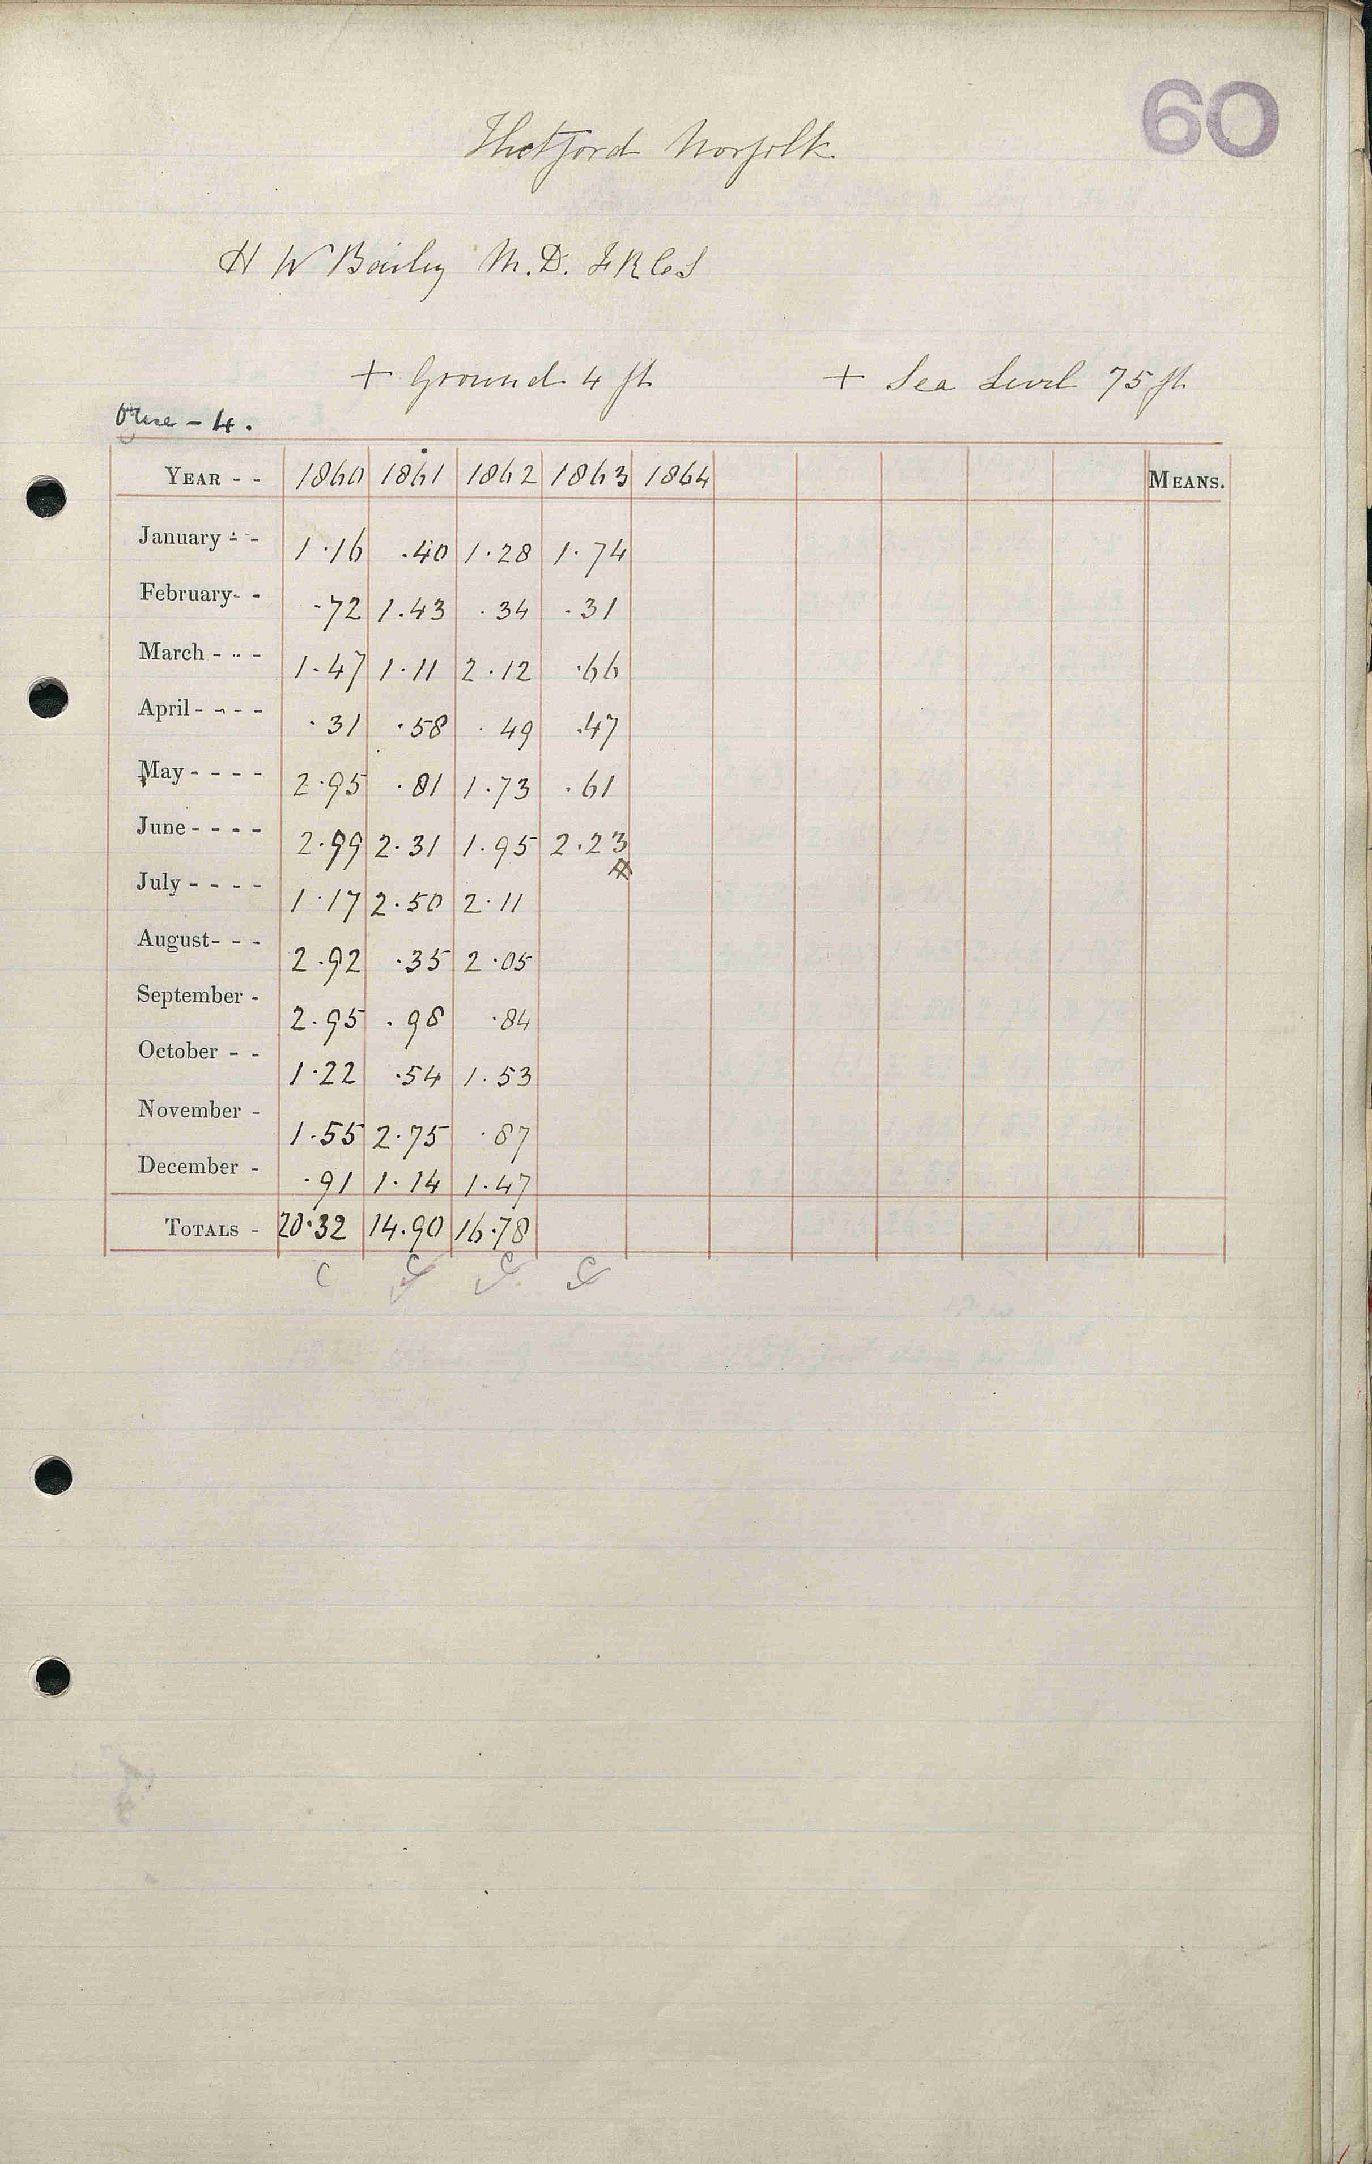 60
Thetford Norfolk
H W Bailey M.D. FRCS
+ Ground 4 ft + Sea Level 75 ft
Ouse - 4.
YEAR - - 1860 1861 1862 1863 1864 MEANS.
January - - 1.16 .40 1.28 1.74
February- - .72 1.43 .34 .31
March - - - 1.47 1.11 2.12 .66
April - - - - .31 .58 .49 .47
May - - - - 2.95 .81 1.73 .61
June - - - - 2.99 2.31 1.95 2.23
July - - - - 1.17 2.50 2.11
August- - - 2.92 .35 2.05
September - 2.95 .98 .84
October - - 1.22 .54 1.53
November - 1.55 2.75 .87
December - .91 1.14 1.47
TOTALS - 20.32 14.90 16.78
C C C C